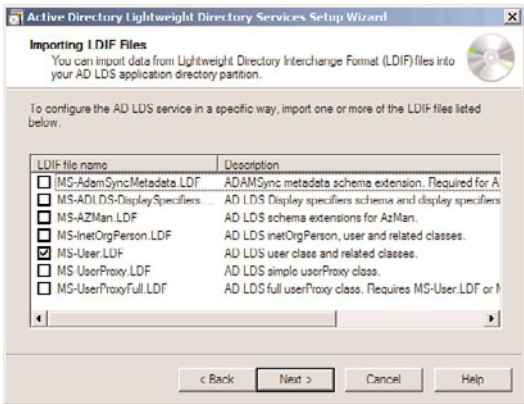 Active Directory Lightweight Directory Services Setup Wizard
Importing LDIF Files
You can import data from Lightweight Directory Interchange Format (LDIF) files into
your AD LDS application directory partition.
To configure the AD LDS service in a specific way, import one or more of the LDIF files listed
below.
LDIF file name Description
MS-AdamSyncMetadata.LDF ADAMSync metadata schema extension. Required for A
MS-ADLDS-DisplaySpecifiers.... AD LDS Display specifiers schema and display specifiers
MS-AZMan.LDF AD LDS schema extensions for AzMan.
MS-InetOrgPerson.LDF AD LDS inetOrgPerson, user and related classes.
MS-User.LDF AD LDS user class and related classes.
MS-UserProxy.LDF AD LDS simple userProxy class.
MS-UserProxyFull.LDF AD LDS full userProxy class. Requires MS-User.LDF or M
< Back Next > Cancel Help